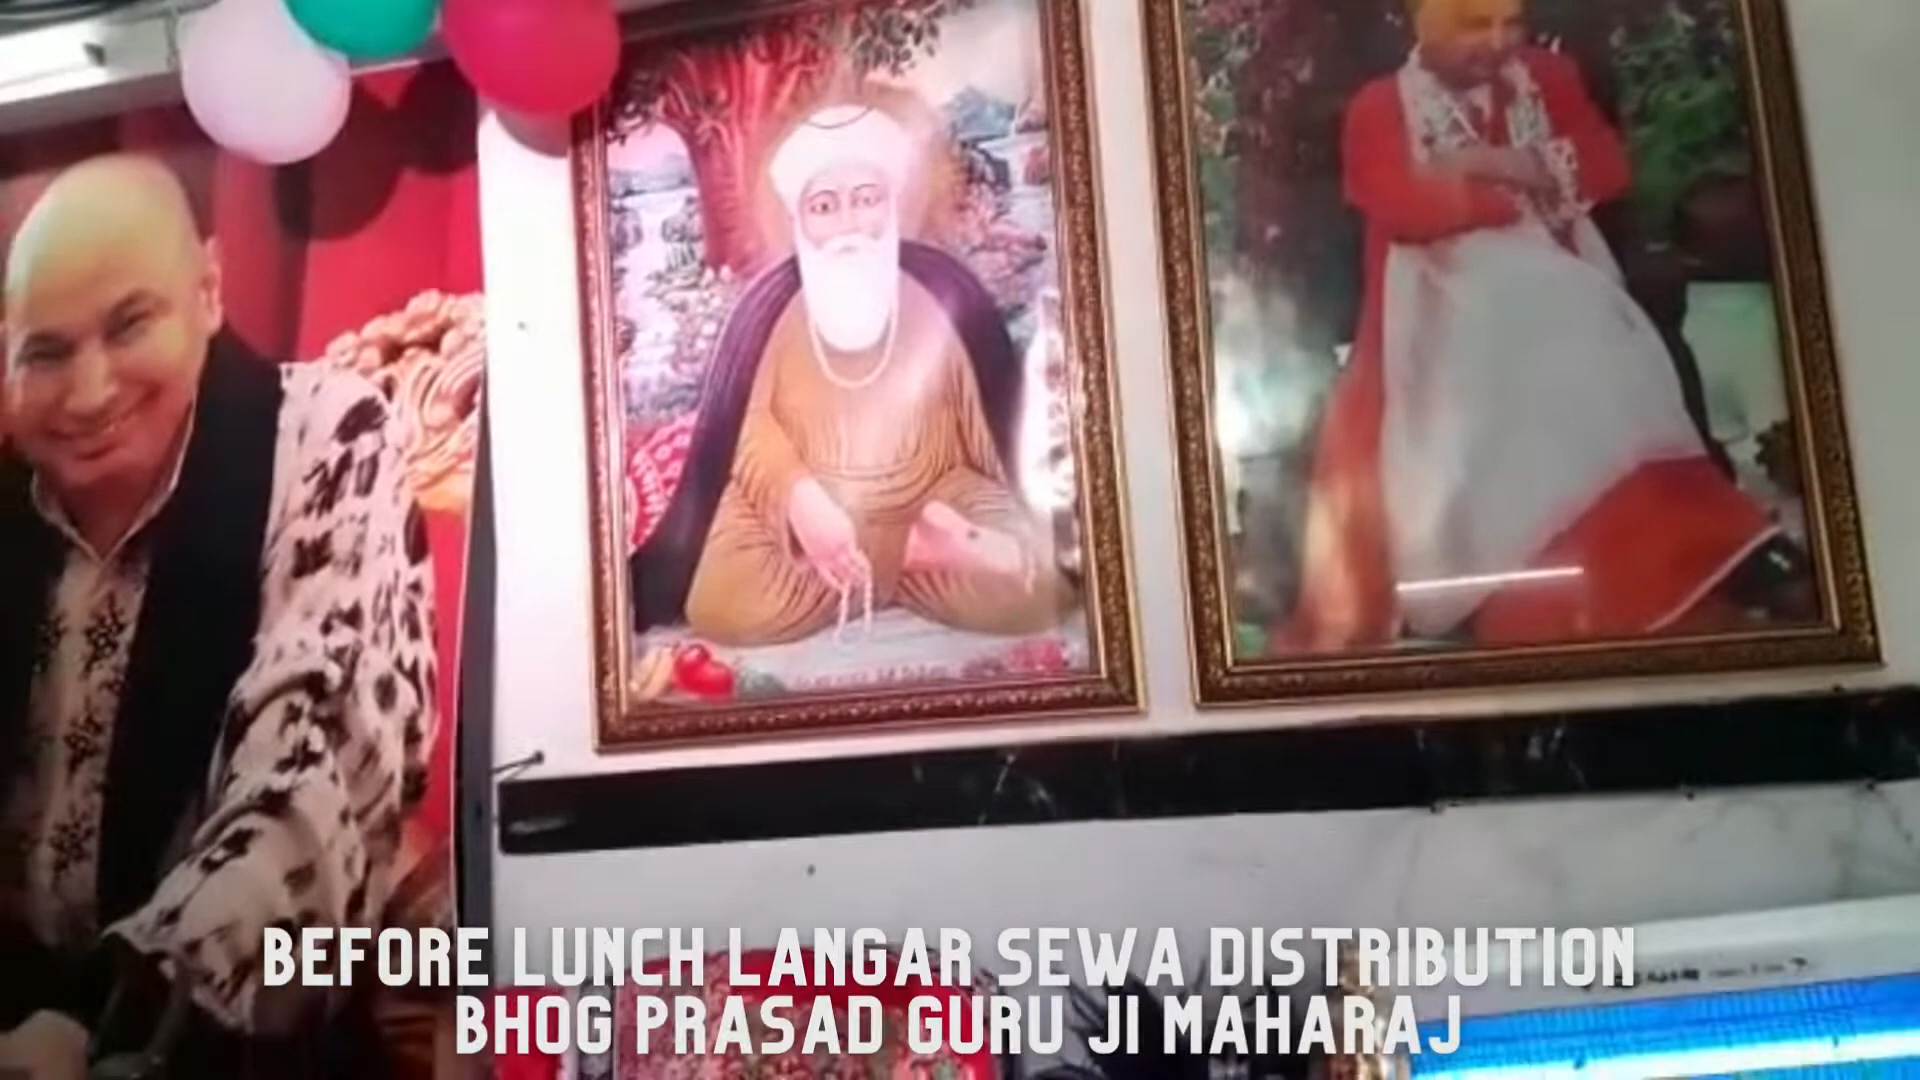 BEFORE LUNCH LANGAR SEWA DISTRIBUTION
BHOG PRASAD GURU JI MAHARAJ